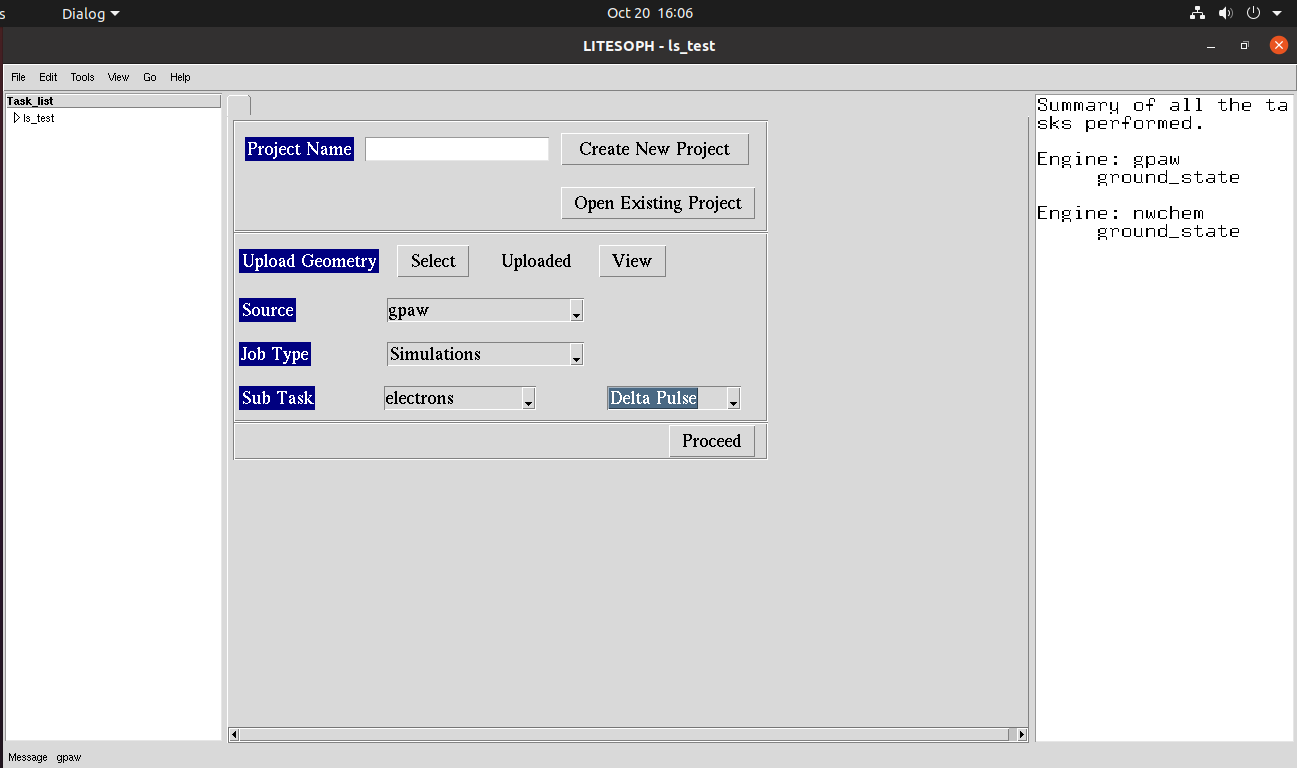 s Dialog Oct 20 16:06
LITESOPH - ls_test
File Edit Tools View Go Help
Task_list
ls_test
Project Name Create New Project
Open Existing Project
Upload Geometry Select Uploaded View
Source gpaw
Job Type Simulations
Sub Task electrons Delta Pulse
Proceed
Summary of all the ta
sks performed.
Engine: gpaw
ground_state
Engine: nwchem
ground_state
Message gpaw